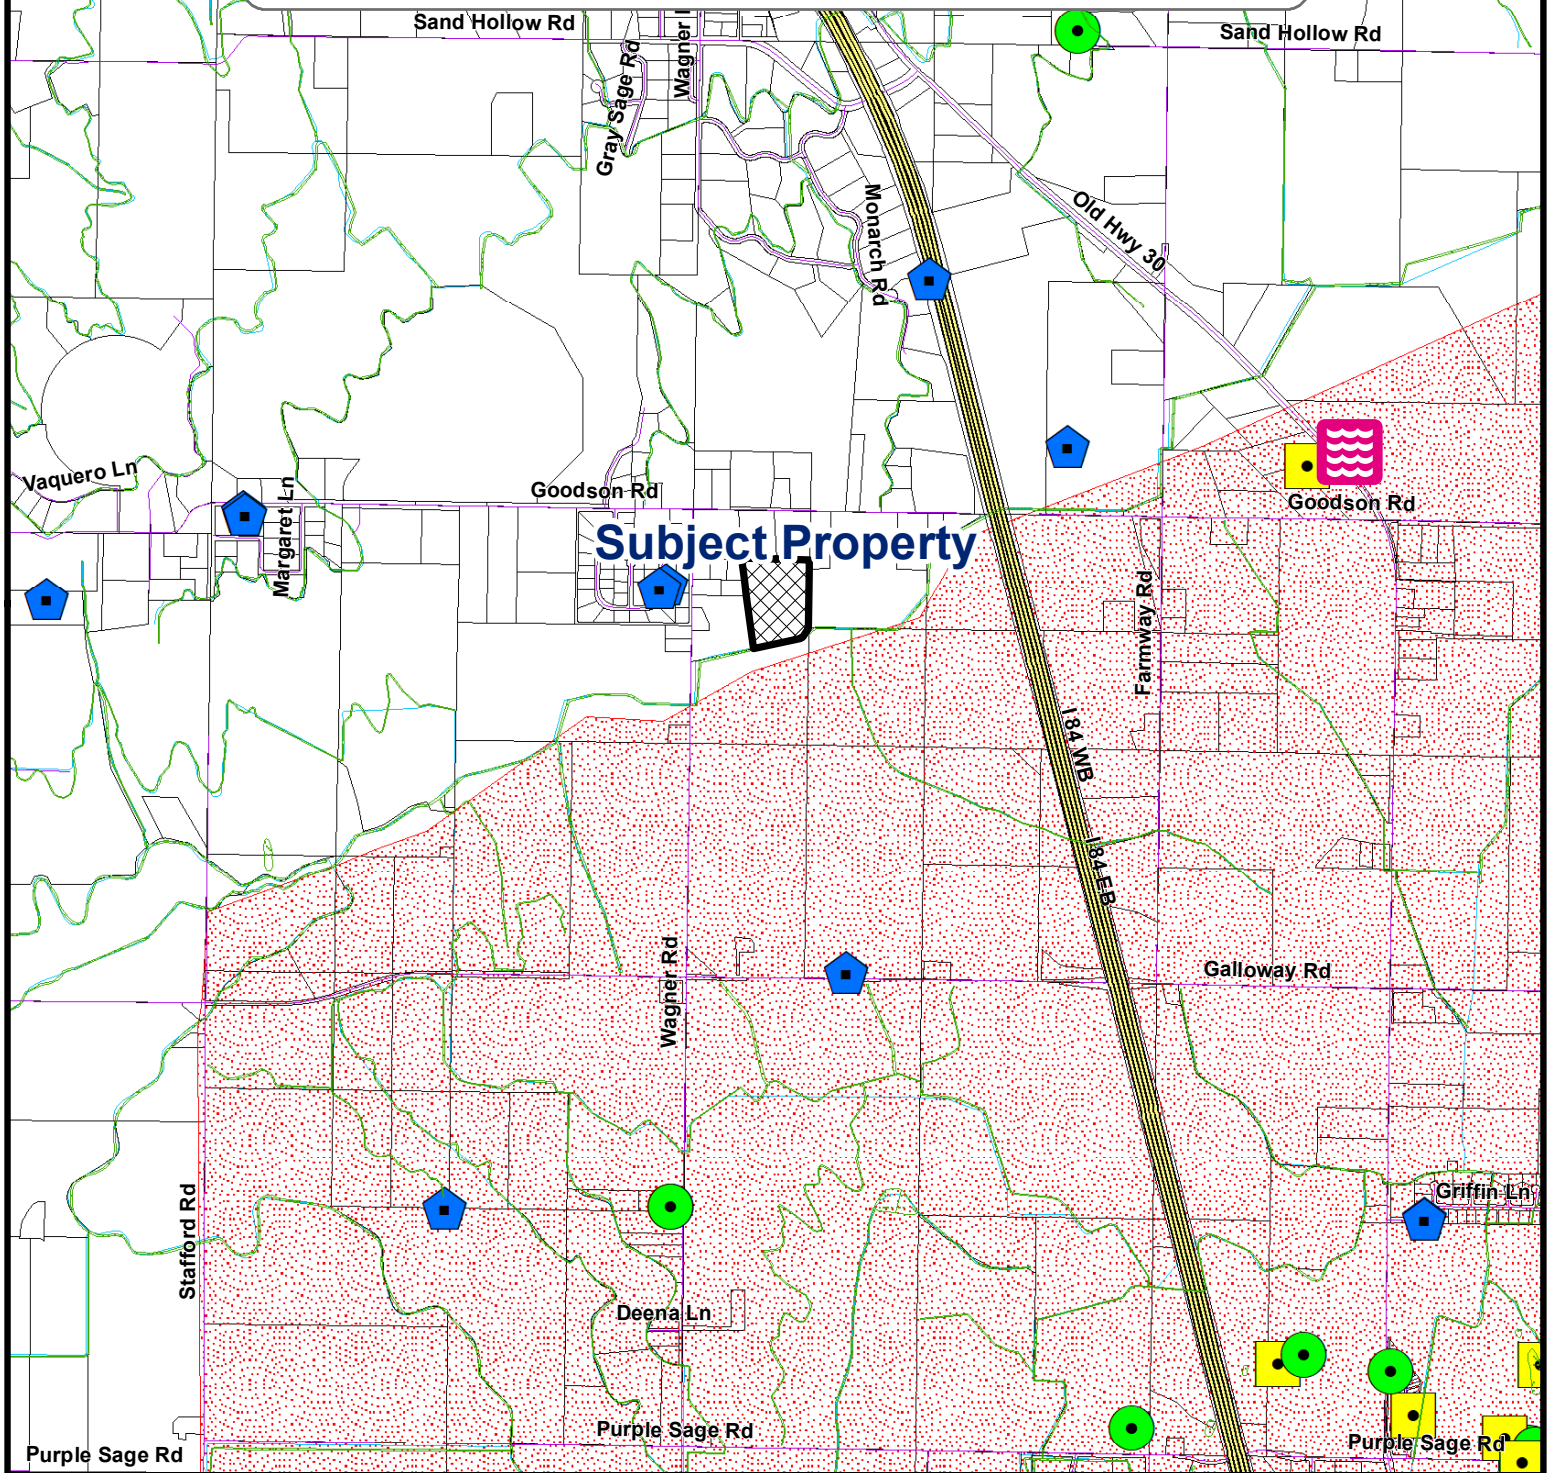 Sand Hollow Rd
Sand Hollow Rd
Gray Sage Rd
Wagner
Monarch Rd
Old Hwy 30
Vaquero Ln
Margaret Ln
Goodson Rd
Goodson Rd
Subject Property
Farmway Rd
I 84 WB
I 84 EB
Wagner Rd
Galloway Rd
Stafford Rd
Griffin Ln
Deena Ln
Purple Sage Rd
Purple Sage Rd
Purple Sage Rd